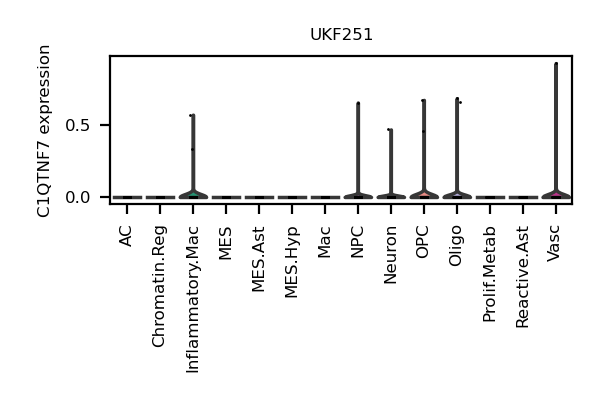 UKF251
C1QTNF7 expression
0.5
0.0
AC
Chromatin.Reg
Inflammatory.Mac
MES
MES.Ast
MES.Hyp
Mac
NPC
Neuron
OPC
Oligo
Prolif.Metab
Reactive.Ast
Vasc